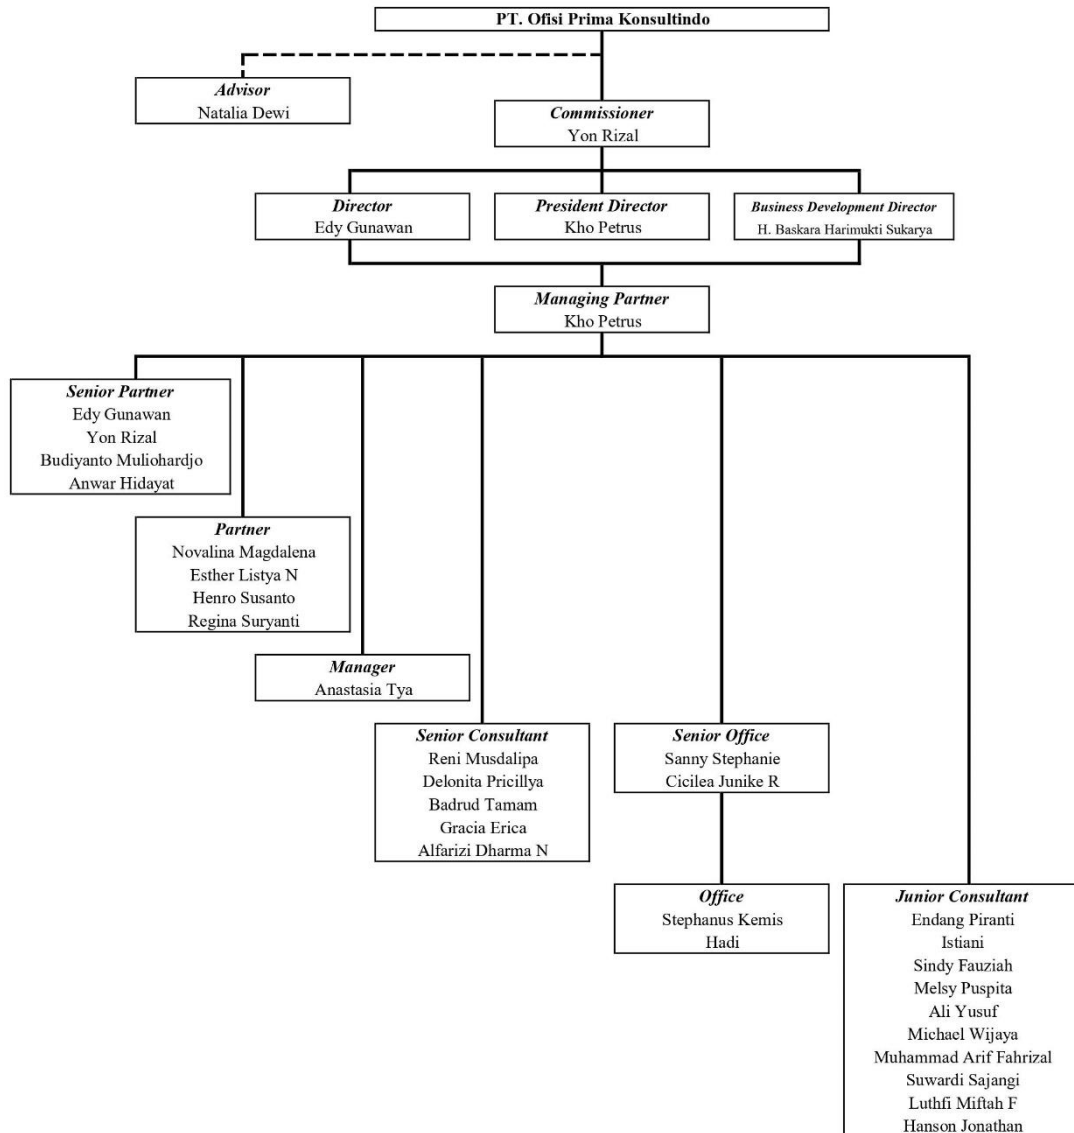 PT. Ofisi Prima Konsultindo
Advisor
Natalia Dewi
Commissioner
Yon Rizal
Director
Edy Gunawan
President Director
Kho Petrus
Business Development Director
H. Baskara Harimukti Sukarya
Managing Partner
Kho Petrus
Senior Partner
Edy Gunawan
Yon Rizal
Budiyanto Muliohardjo
Anwar Hidayat
Partner
Novalina Magdalena
Esther Listya N
Henro Susanto
Regina Suryanti
Manager
Anastasia Tya
Senior Consultant
Reni Musdalipa
Delonita Pricillya
Badrud Tamam
Gracia Erica
Alfarizi Dharma N
Senior Office
Sanny Stephanie
Cicilea Junike R
Office
Stephanus Kemis
Hadi
Junior Consultant
Endang Piranti
Istiani
Sindy Fauziah
Melsy Puspita
Ali Yusuf
Michael Wijaya
Muhammad Arif Fahrizal
Suwardi Sajangi
Luthfi Miftah F
Hanson Jonathan